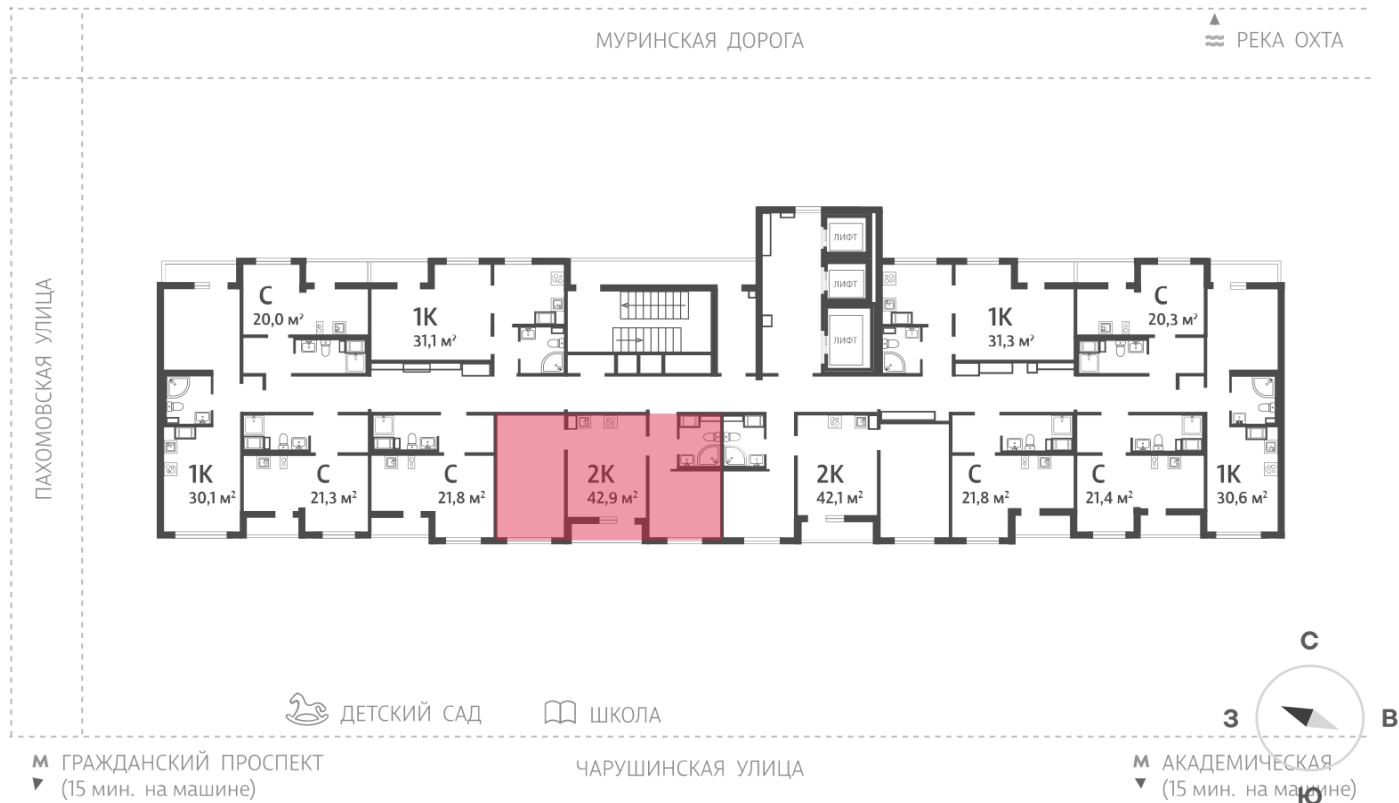 МУРИНСКАЯ ДОРОГА
РЕКА ОХТА
ПАХОМОВСКАЯ УЛИЦА
ЛИФТ
ЛИФТ
ЛИФТ
С
20,0 м²
1К
31,1 м²
1К
31,3 м²
С
20,3 м²
1К
30,1 м²
С
21,3 м²
С
21,8 м²
2К
42,9 м²
2К
42,1 м²
С
21,8 м²
С
21,4 м²
1К
30,6 м²
С
З
В
Ю
ДЕТСКИЙ САД
ШКОЛА
М ГРАЖДАНСКИЙ ПРОСПЕКТ
(15 мин. на машине)
ЧАРУШИНСКАЯ УЛИЦА
М АКАДЕМИЧЕСКАЯ
(15 мин. на машине)